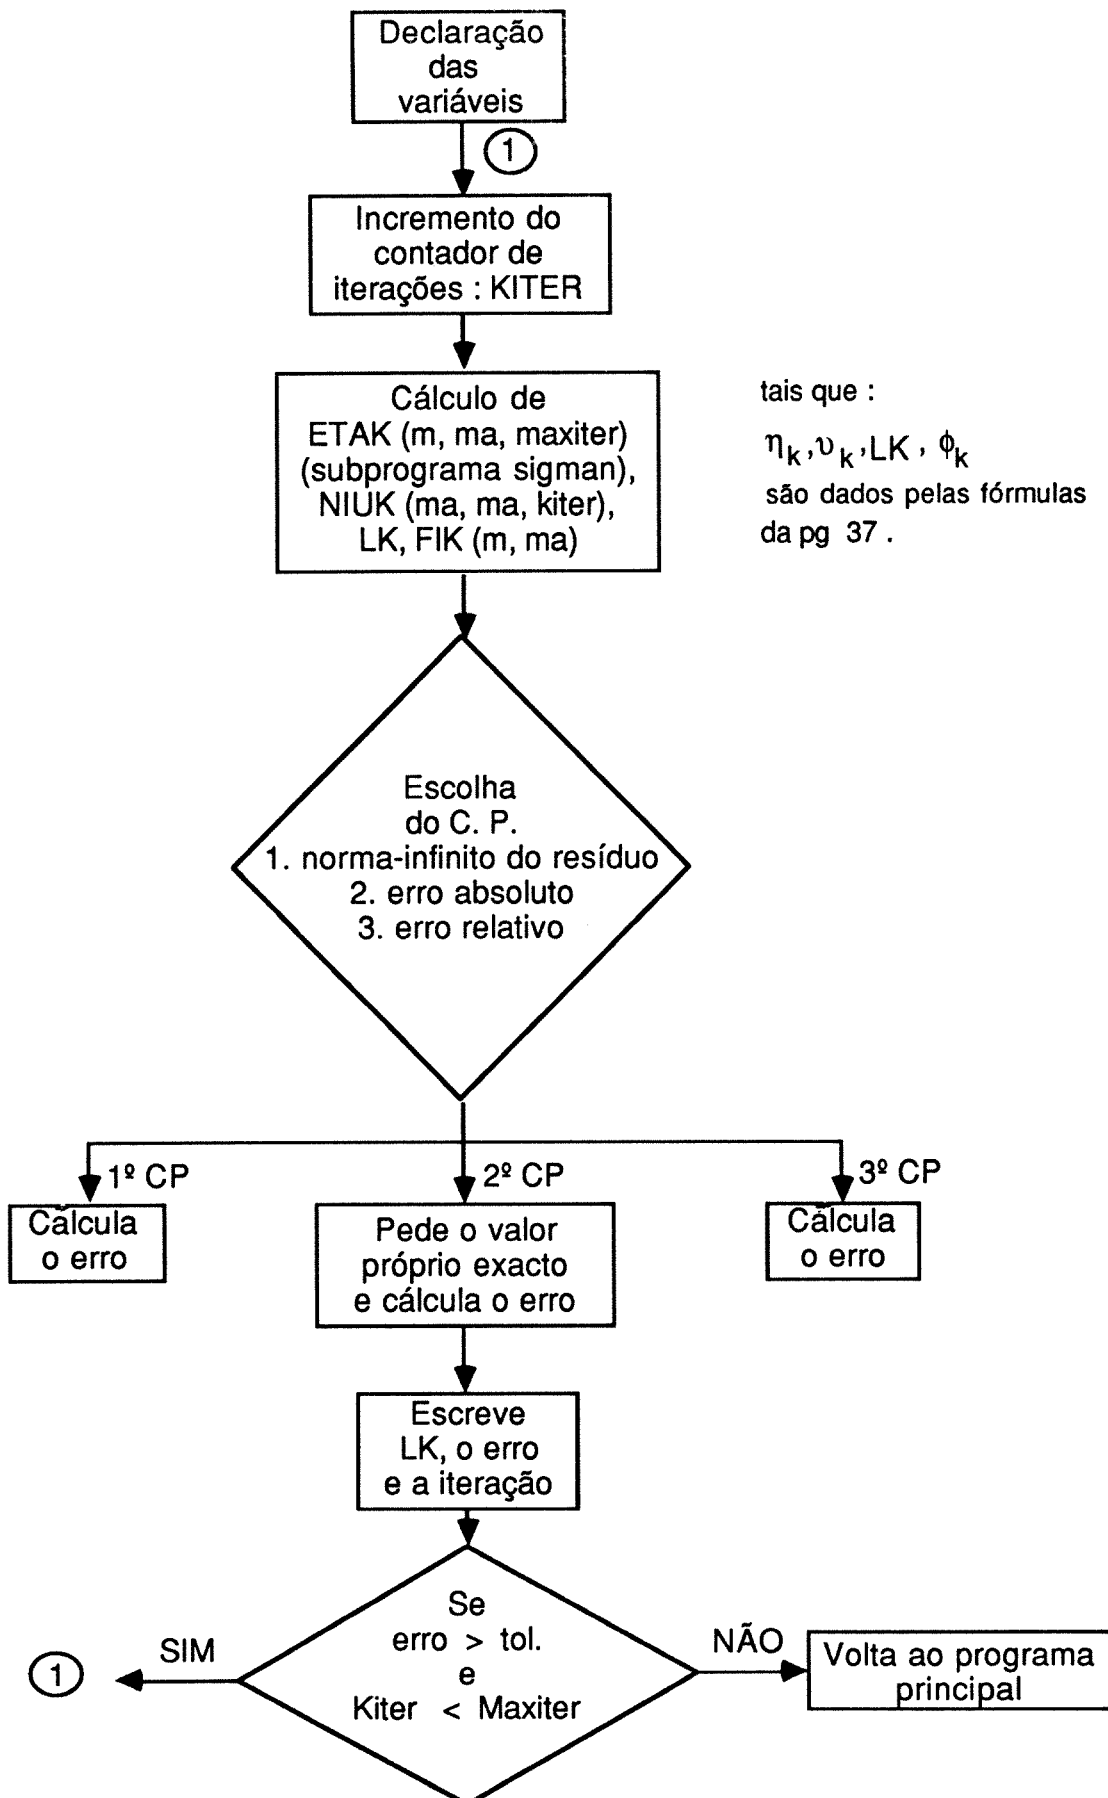 Declaração
das
variáveis
1
Incremento do
contador de
iterações : KITER
Cálculo de
ETAK (m, ma, maxiter)
(subprograma sigman),
NIUK (ma, ma, kiter),
LK, FIK (m, ma)
tais que :
ηk,υk,LK, ϕk
são dados pelas fórmulas
da pg 37 .
Escolha
do C. P.
1. norma-infinito do resíduo
2. erro absoluto
3. erro relativo
1º CP
2º CP
3º CP
Cálcula
o erro
Pede o valor
próprio exacto
e cálcula o erro
Cálcula
o erro
Escreve
LK, o erro
e a iteração
Se
erro > tol.
e
Kiter < Maxiter
SIM
1
NÃO
Volta ao programa
principal